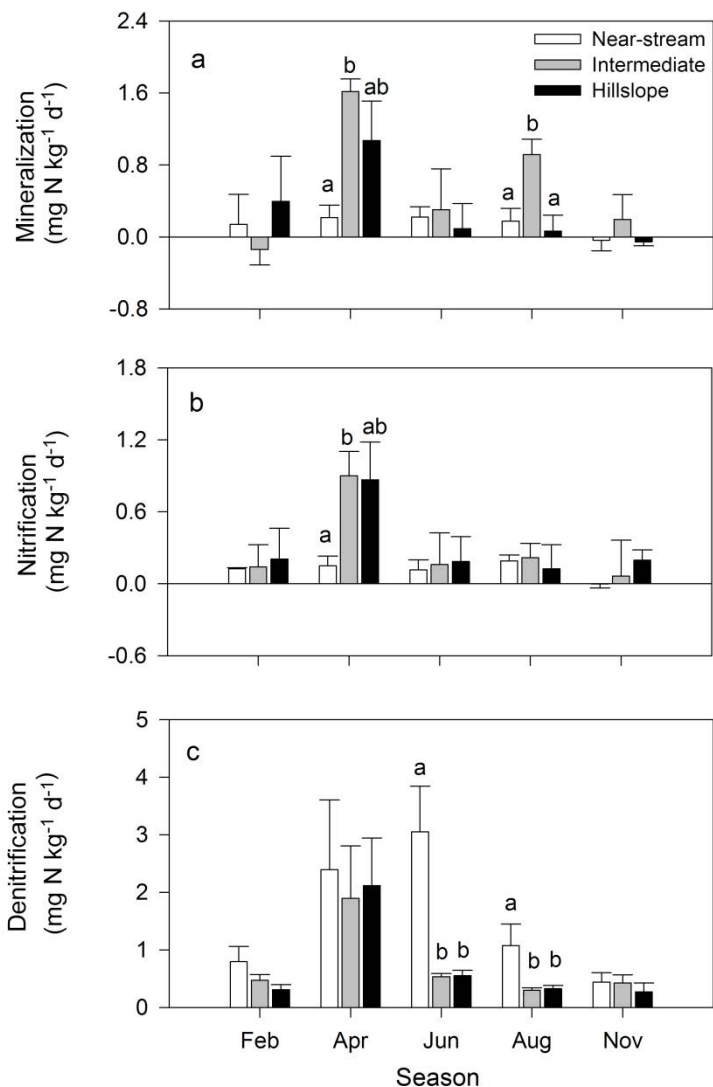 a
Near-stream
Intermediate
Hillslope
2.4
1.6
0.8
0.0
-0.8
Mineralization
(mg N kg⁻¹ d⁻¹)
a b ab
a b a
b
1.8
1.2
0.6
0.0
-0.6
Nitrification
(mg N kg⁻¹ d⁻¹)
a b ab
c
5
4
3
2
1
0
Denitrification
(mg N kg⁻¹ d⁻¹)
a b b
a b b
Feb Apr Jun Aug Nov
Season